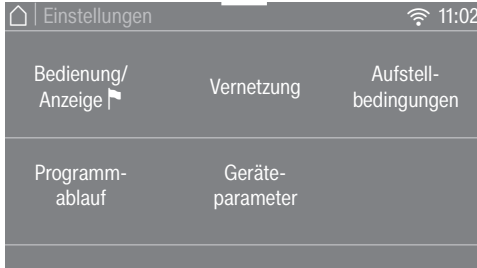 Einstellungen 11:02
Bedienung/
Anzeige
Vernetzung
Aufstell-
bedingungen
Programm-
ablauf
Geräte-
parameter